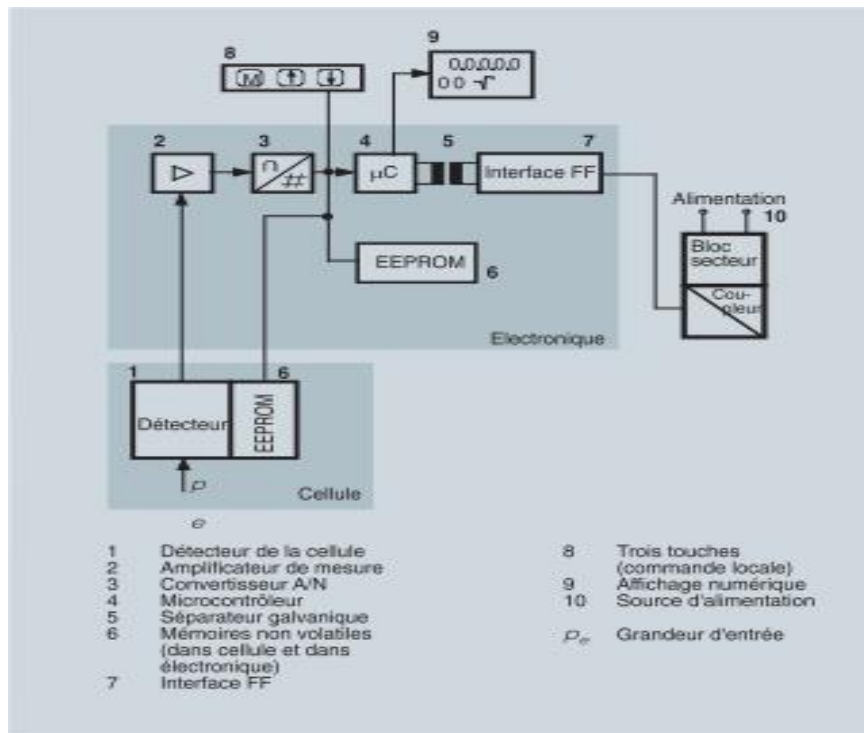 8
9
M
0.0.0.0.0
0 0
2
3
4
5
7
n
#
µC
Interface FF
Alimentation
10
Bloc
secteur
Cou-
pleur
EEPROM
6
Electronique
1
6
Détecteur
EEPROM
p
e
Cellule
1 Détecteur de la cellule
2 Amplificateur de mesure
3 Convertisseur A/N
4 Microcontrôleur
5 Séparateur galvanique
6 Mémoires non volatiles
(dans cellule et dans
électronique)
7 Interface FF
8 Trois touches
(commande locale)
9 Affichage numérique
10 Source d'alimentation
pe Grandeur d'entrée